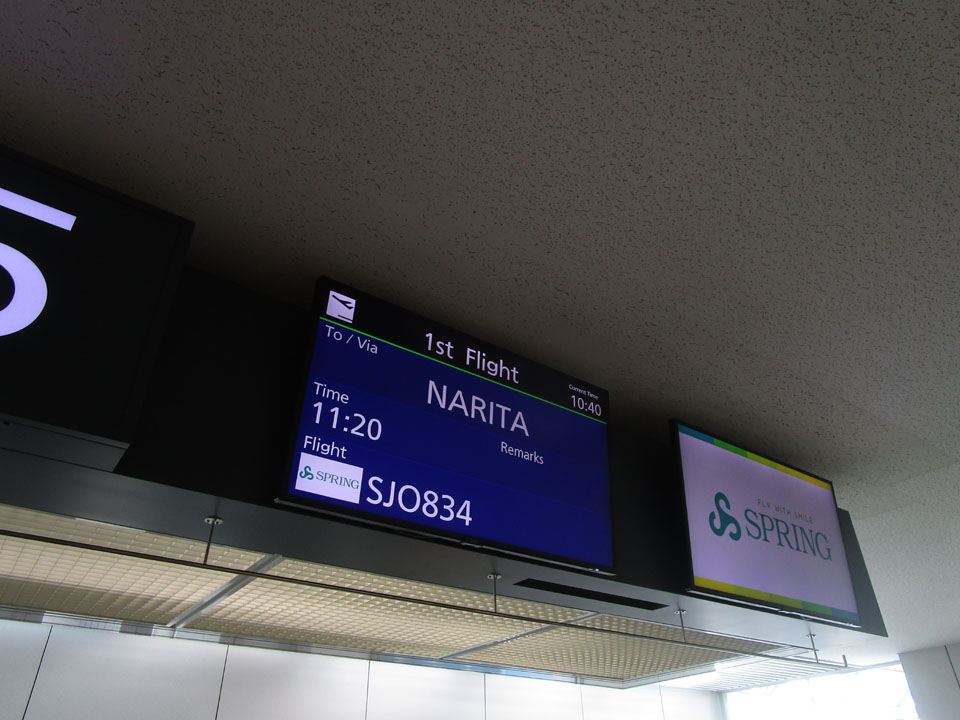 5
1st Flight
To / Via
Current Time
10:40
NARITA
Time
11:20
Remarks
Flight
SPRING
SJO834
FLY WITH SMILE
SPRING